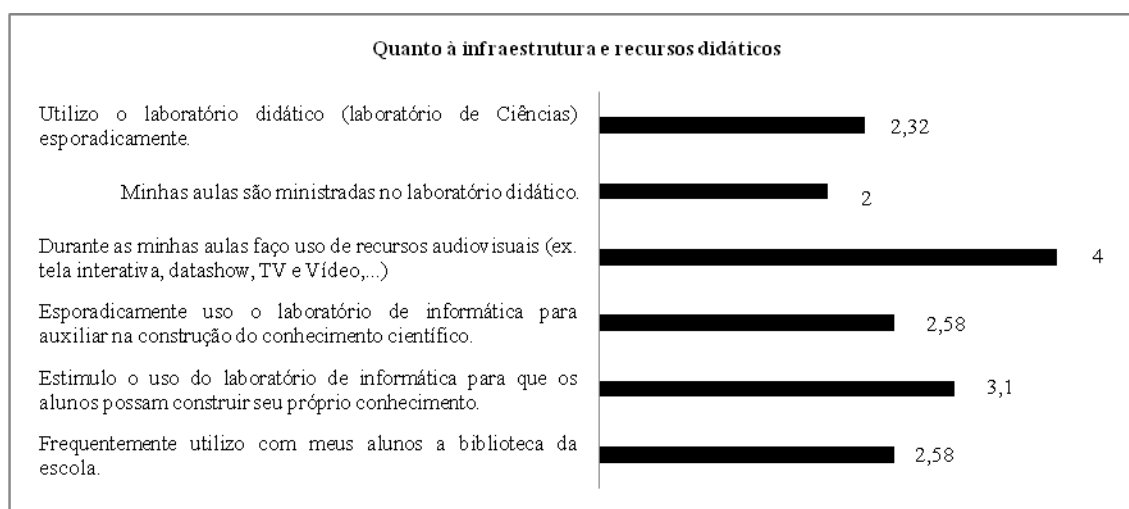 Quanto à infraestrutura e recursos didáticos
Utilizo o laboratório didático (laboratório de Ciências)
esporadicamente.
2,32
Minhas aulas são ministradas no laboratório didático.
2
Durante as minhas aulas faço uso de recursos audiovisuais (ex.
tela interativa, datashow, TV e Vídeo,...)
4
Esporadicamente uso o laboratório de informática para
auxiliar na construção do conhecimento científico.
2,58
Estimulo o uso do laboratório de informática para que os
alunos possam construir seu próprio conhecimento.
3,1
Frequentemente utilizo com meus alunos a biblioteca da
escola.
2,58